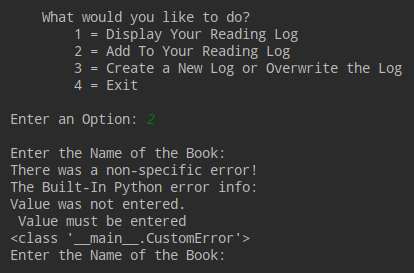 What would you like to do?
1 = Display Your Reading Log
2 = Add To Your Reading Log
3 = Create a New Log or Overwrite the Log
4 = Exit
Enter an Option: 2
Enter the Name of the Book:
There was a non-specific error!
The Built-In Python error info:
Value was not entered.
Value must be entered
<class '__main__.CustomError'>
Enter the Name of the Book: